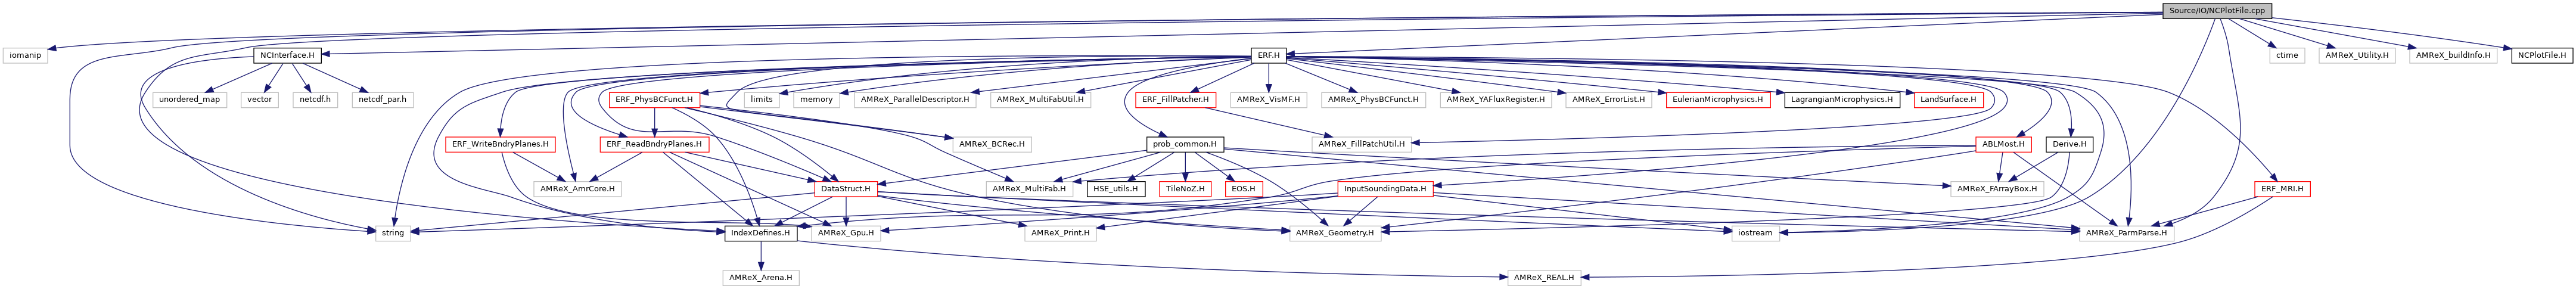 Source/IO/NCPlotFile.cpp
iomanip
NCInterface.H
ERF.H
ctime
AMReX_Utility.H
AMReX_buildInfo.H
NCPlotFile.H
unordered_map
vector
netcdf.h
netcdf_par.h
ERF_PhysBCFunct.H
limits
memory
AMReX_ParallelDescriptor.H
AMReX_MultiFabUtil.H
ERF_FillPatcher.H
AMReX_VisMF.H
AMReX_PhysBCFunct.H
AMReX_YAFluxRegister.H
AMReX_ErrorList.H
EulerianMicrophysics.H
LagrangianMicrophysics.H
LandSurface.H
ERF_WriteBndryPlanes.H
ERF_ReadBndryPlanes.H
AMReX_BCRec.H
prob_common.H
AMReX_FillPatchUtil.H
ABLMost.H
Derive.H
AMReX_AmrCore.H
DataStruct.H
AMReX_MultiFab.H
HSE_utils.H
TileNoZ.H
EOS.H
InputSoundingData.H
AMReX_FArrayBox.H
ERF_MRI.H
string
IndexDefines.H
AMReX_Gpu.H
AMReX_Print.H
AMReX_Geometry.H
iostream
AMReX_ParmParse.H
AMReX_Arena.H
AMReX_REAL.H